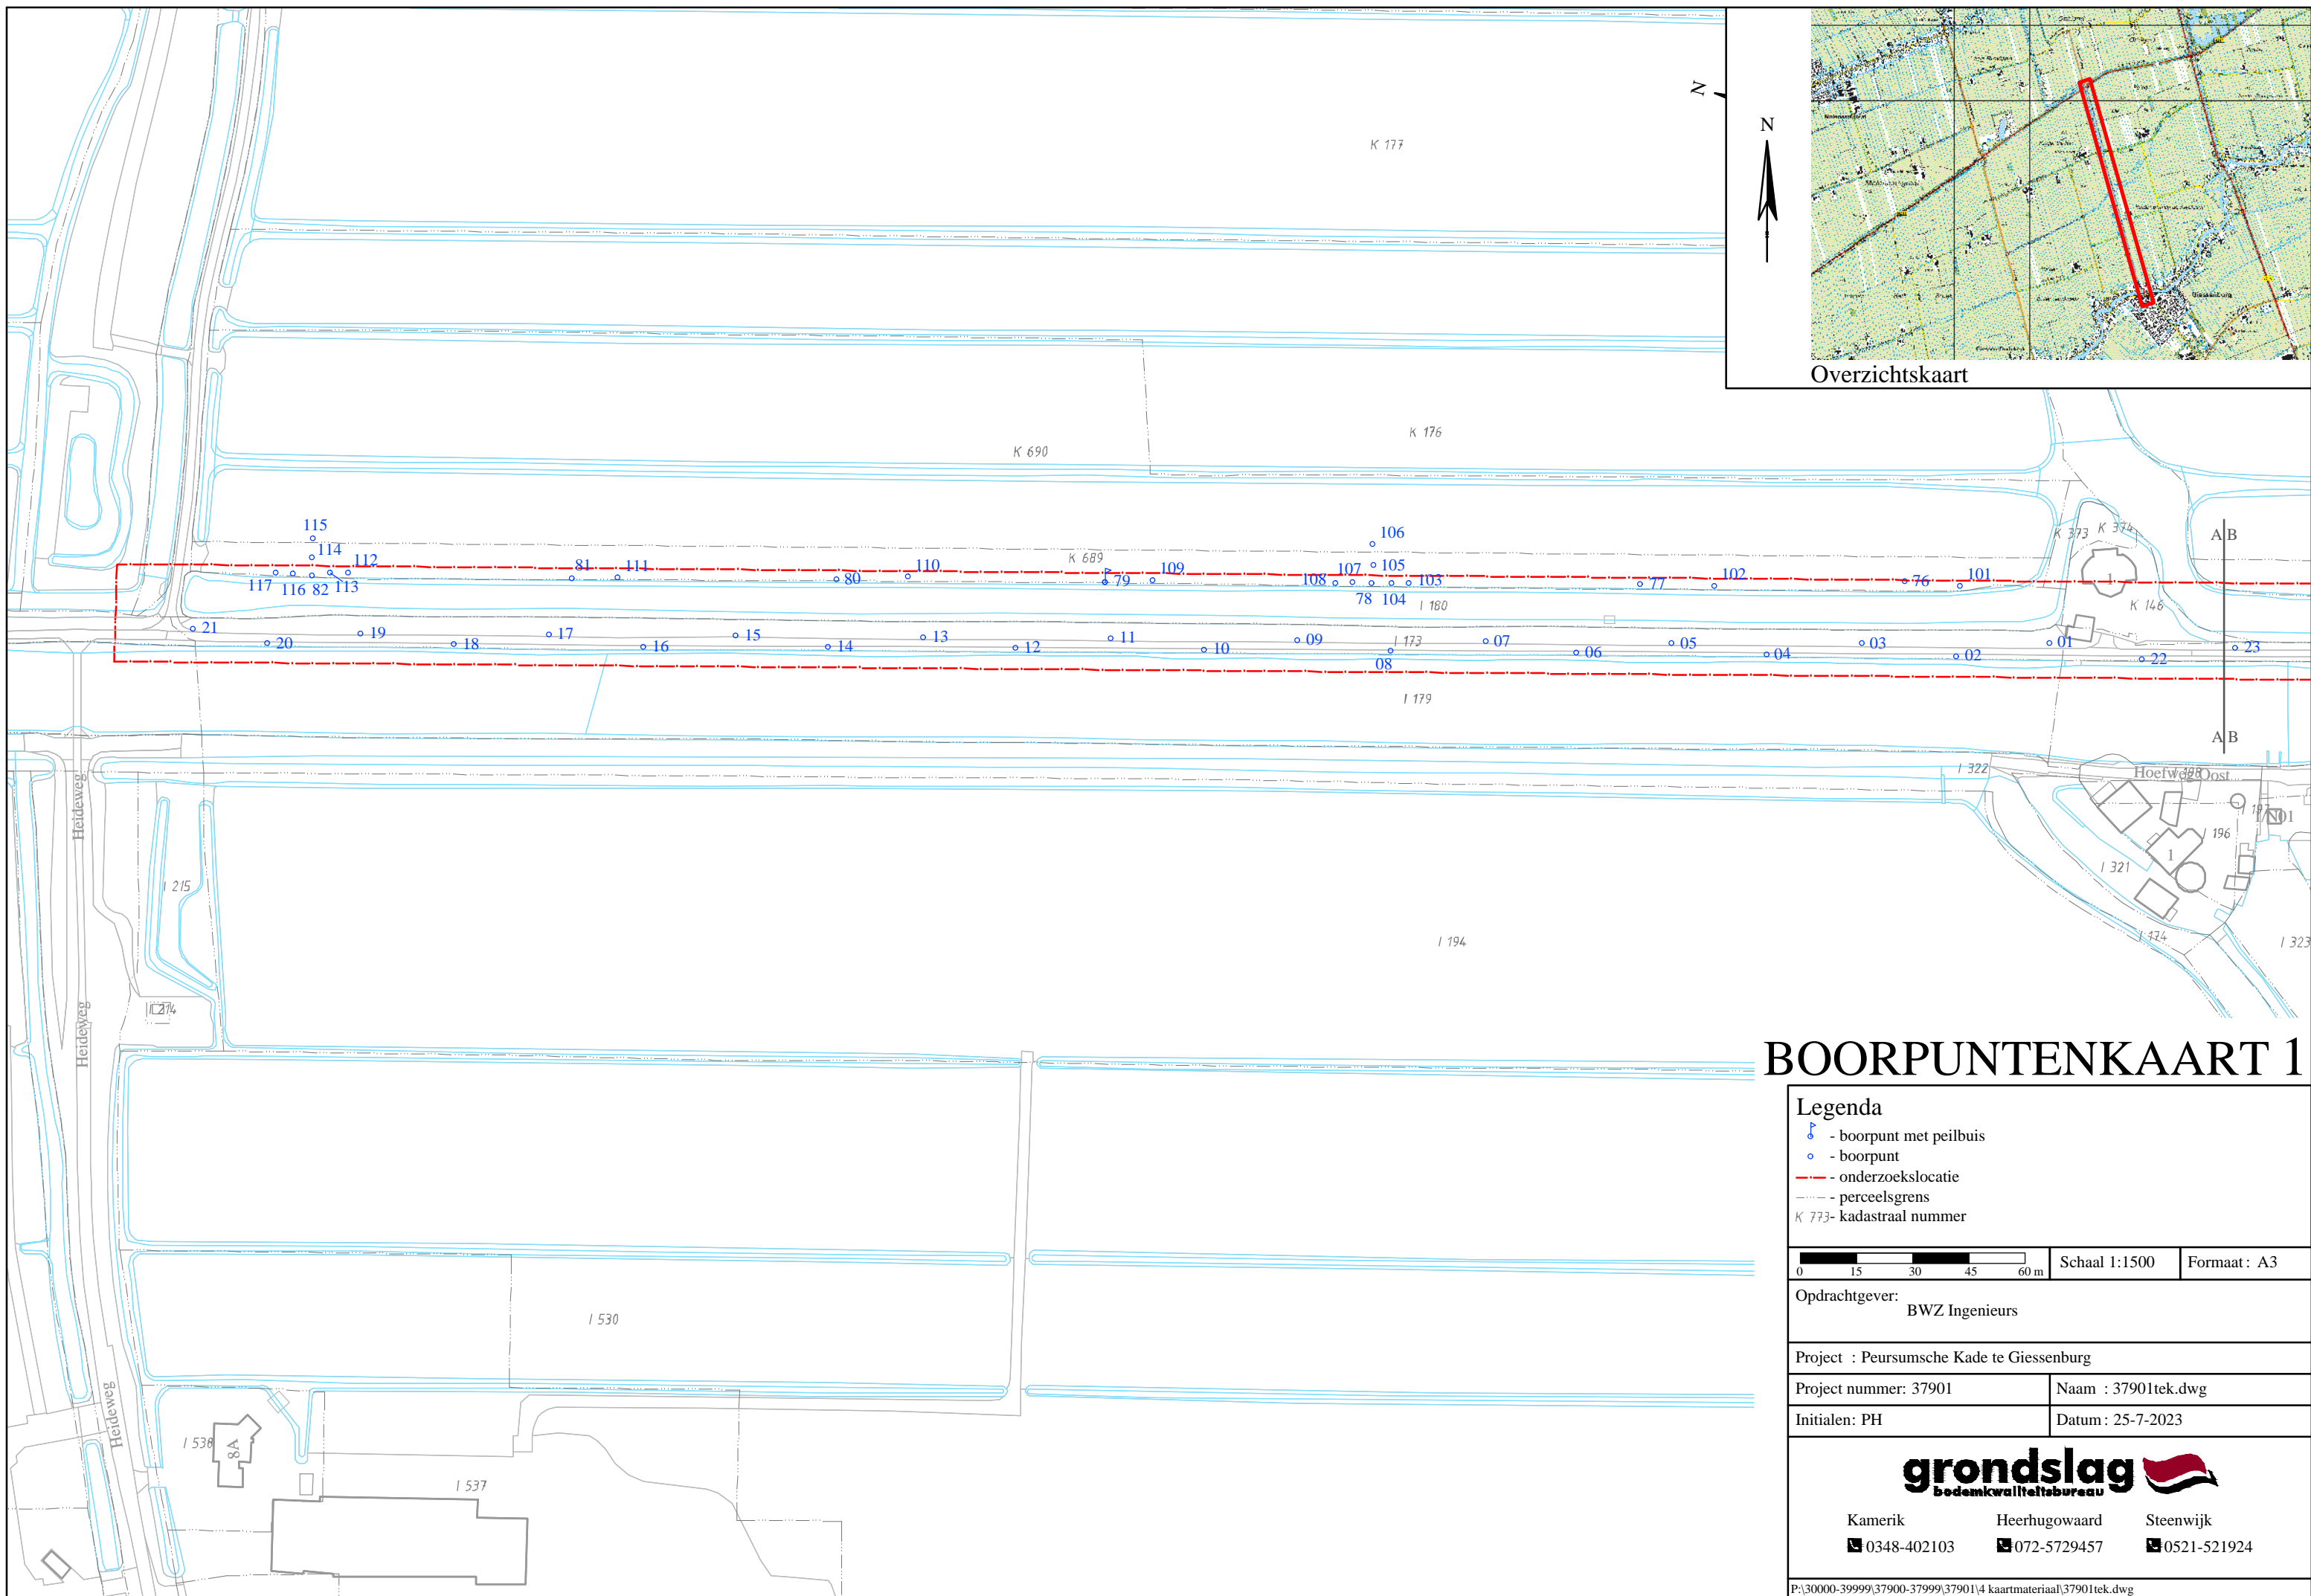 N
N
Overzichtskaart
K 177
K 176
K 690
K 689
K 373
K 374
K 146
A B
1
115
114
112
117
116
82
113
81
111
80
110
79
109
106
105
107
108
103
78
104
77
102
76
101
I 180
I 173
21
20
19
18
17
16
15
14
13
12
11
10
09
08
07
06
05
04
03
02
01
22
23
I 179
A B
I 322
Hoefweg Oost
I 197
I 196
1
I 321
I 174
I 323
I 194
Heideweg
I 215
I 214
Heideweg
Heideweg
I 530
I 538
8A
I 537
BOORPUNTENKAART 1
Legenda
- boorpunt met peilbuis
- boorpunt
- onderzoekslocatie
- perceelsgrens
K 773- kadastraal nummer
0 15 30 45 60 m
Schaal 1:1500
Formaat : A3
Opdrachtgever:
BWZ Ingenieurs
Project : Peursumsche Kade te Giessenburg
Project nummer: 37901
Naam : 37901tek.dwg
Initialen: PH
Datum : 25-7-2023
grondslag
bodemkwaliteitsbureau
Kamerik Heerhugowaard Steenwijk
0348-402103 072-5729457 0521-521924
P:\30000-39999\37900-37999\37901\4 kaartmateriaal\37901tek.dwg